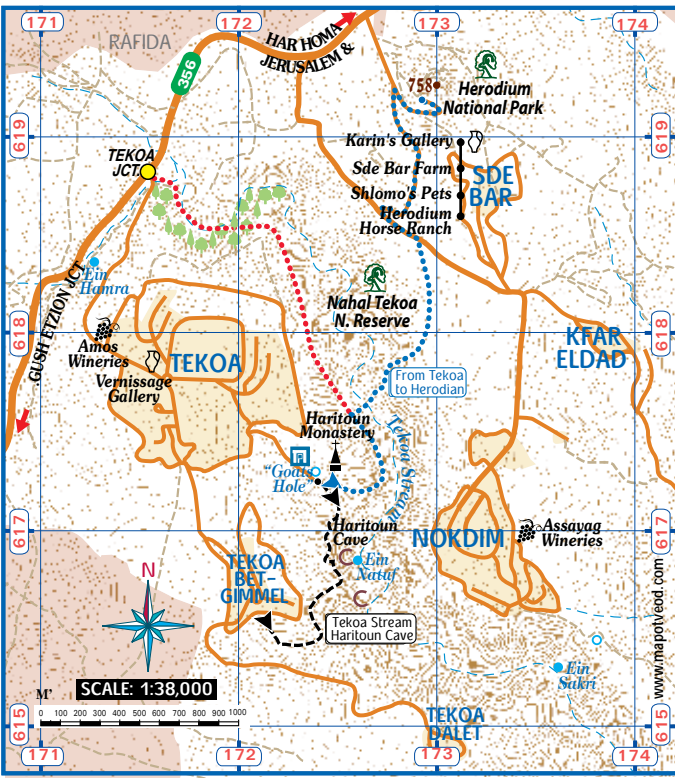 171
172
173
174
RAFIDA
HAR HOMA
JERUSALEM &
356
758
Herodium
National Park
619
619
Karin's Gallery
TEKOA
JCT.
Sde Bar Farm
SDE
BAR
Shlomo's Pets
Herodium
Horse Ranch
Ein
Hamra
GUSH ETZION JCT
Nahal Tekoa
N. Reserve
618
618
Amos
Wineries
TEKOA
KFAR
ELDAD
Vernissage
Gallery
From Tekoa
to Herodian
Haritoun
Monastery
Tekoa Stream
"Goats
Hole"
617
617
Haritoun
Cave
NOKDIM
Assayag
Wineries
TEKOA
BET-
GIMMEL
Ein
Natuf
N
Tekoa Stream
Haritoun Cave
www.mapotveod.com
Ein
Sakri
M'
SCALE: 1:38,000
0 100 200 300 400 500 600 700 800 900 1000
TEKOA
DALET
615
615
171
172
173
174